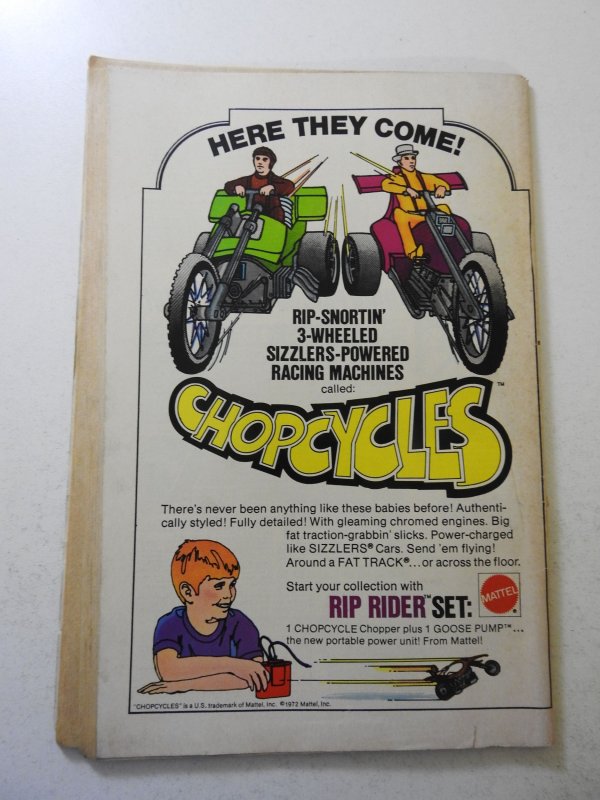 HERE THEY COME!
RIP-SNORTIN'
3-WHEELED
SIZZLERS-POWERED
RACING MACHINES
called:
CHOPCYCLES™
There's never been anything like these babies before! Authenti-
cally styled! Fully detailed! With gleaming chromed engines. Big
fat traction-grabbin' slicks. Power-charged
like SIZZLERS® Cars. Send 'em flying!
Around a FAT TRACK®...or across the floor.
Start your collection with
RIP RIDER™ SET:
MATTEL®
1 CHOPCYCLE Chopper plus 1 GOOSE PUMP™...
the new portable power unit! From Mattel!
"CHOPCYCLES" is a U.S. trademark of Mattel, Inc. ©1972 Mattel, Inc.